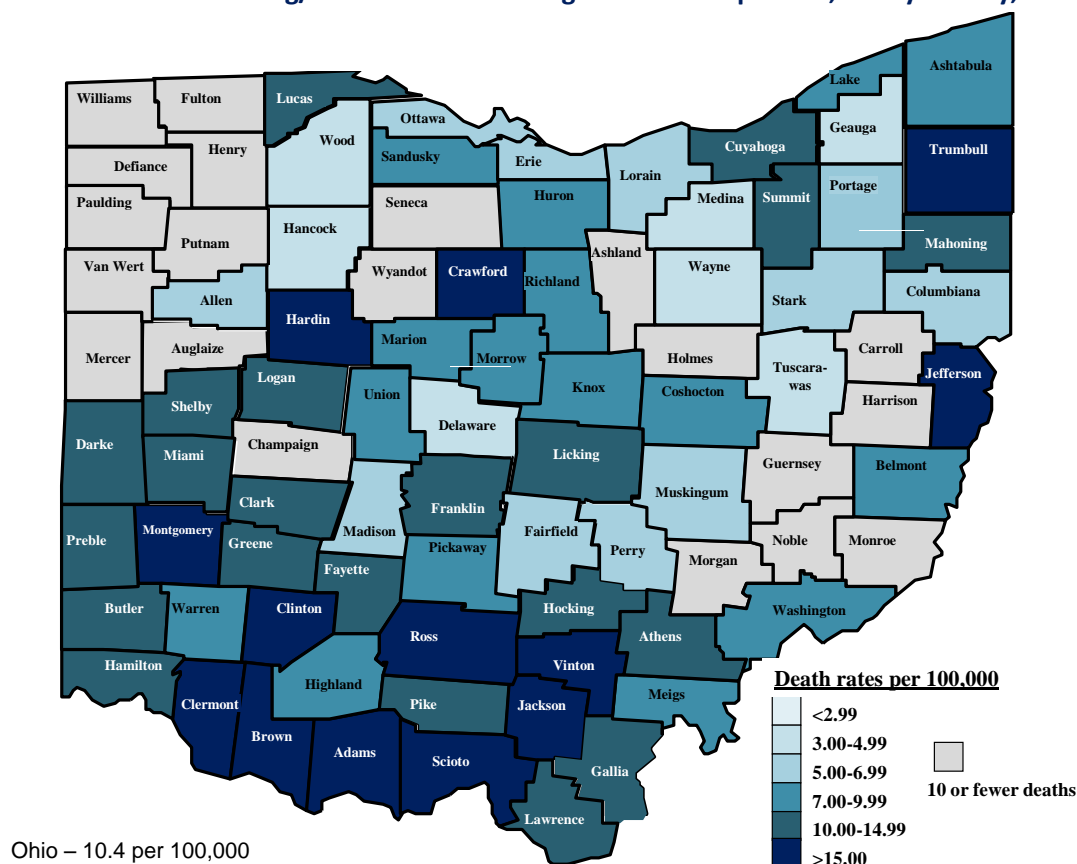 Williams
Fulton
Lucas
Ottawa
Lake
Ashtabula
Wood
Geauga
Henry
Sandusky
Erie
Cuyahoga
Trumbull
Defiance
Lorain
Paulding
Seneca
Huron
Medina
Summit
Portage
Putnam
Hancock
Mahoning
Van Wert
Wyandot
Crawford
Ashland
Richland
Wayne
Allen
Stark
Columbiana
Hardin
Mercer
Auglaize
Marion
Morrow
Holmes
Carroll
Tuscara-
was
Jefferson
Logan
Union
Knox
Coshocton
Harrison
Shelby
Delaware
Darke
Miami
Champaign
Licking
Guernsey
Belmont
Clark
Muskingum
Franklin
Montgomery
Madison
Fairfield
Preble
Greene
Pickaway
Perry
Noble
Monroe
Fayette
Morgan
Butler
Warren
Clinton
Hocking
Washington
Ross
Athens
Hamilton
Vinton
Highland
Meigs
Clermont
Pike
Jackson
Brown
Adams
Scioto
Gallia
Lawrence
Death rates per 100,000
<2.99
3.00-4.99
5.00-6.99
7.00-9.99
10.00-14.99
>15.00
10 or fewer deaths
Ohio – 10.4 per 100,000